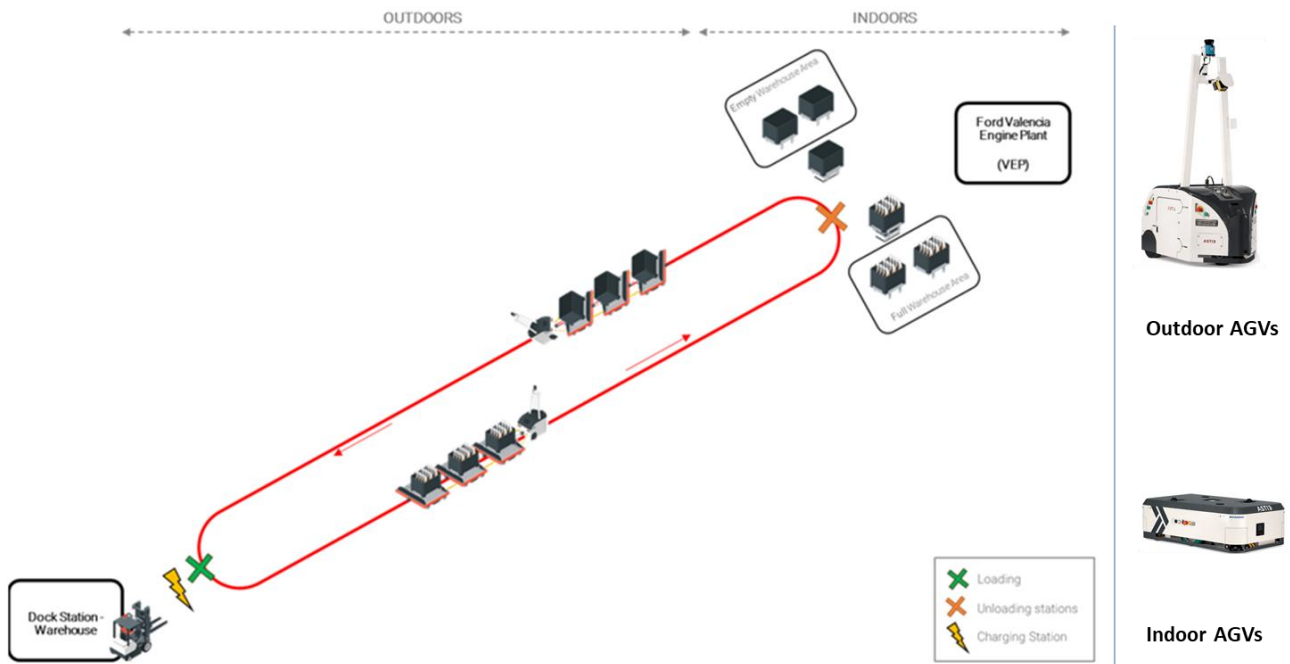 OUTDOORS
INDOORS
Empty Warehouse Area
Ford Valencia
Engine Plant
(VEP)
Full Warehouse Area
Outdoor AGVs
ASTI
Indoor AGVs
Dock Station -
Warehouse
Loading
Unloading stations
Charging Station